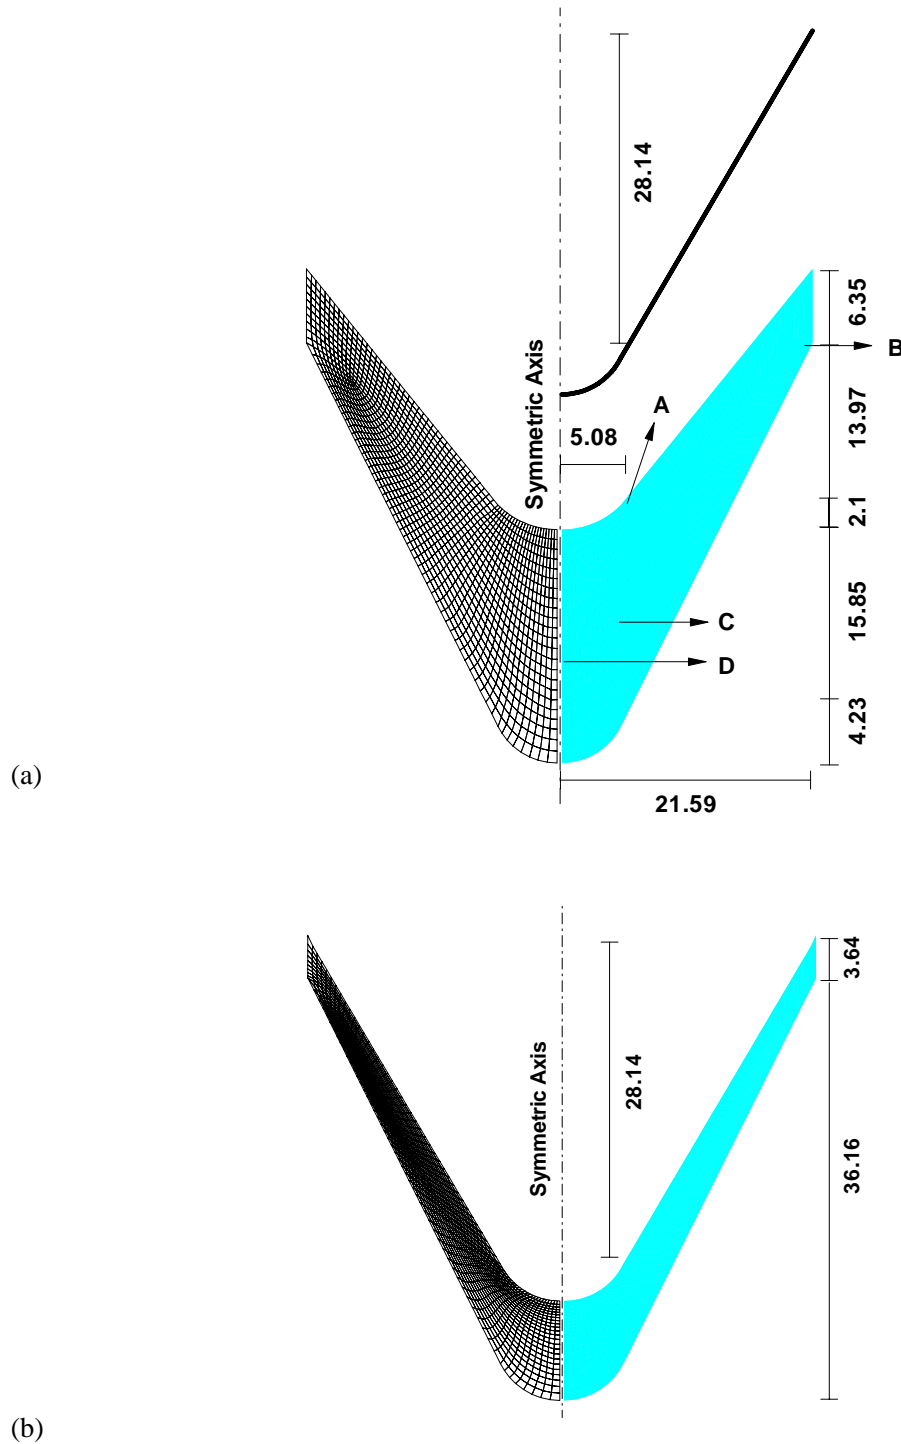 28.14
6.35
B
Symmetric Axis
A
13.97
5.08
2.1
15.85
C
D
4.23
(a)
21.59
3.64
Symmetric Axis
28.14
36.16
(b)